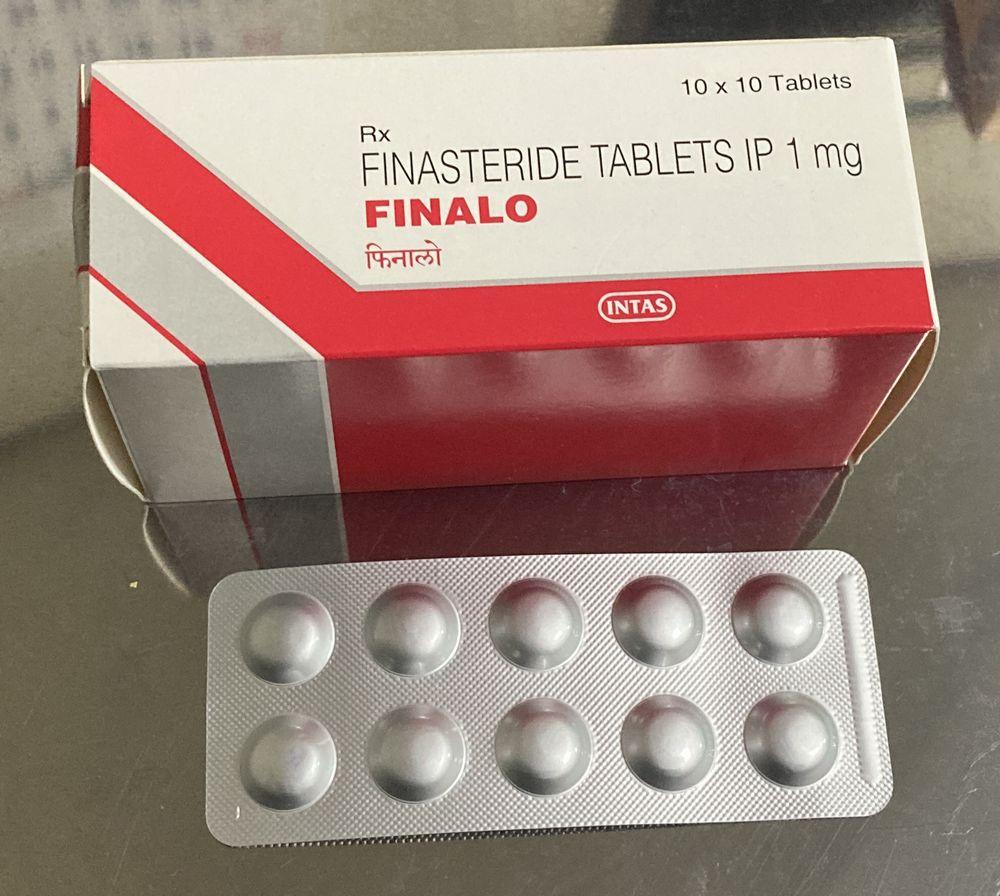 10 x 10 Tablets
Rx
FINASTERIDE TABLETS IP 1 mg
FINALO
फिनालो
INTAS